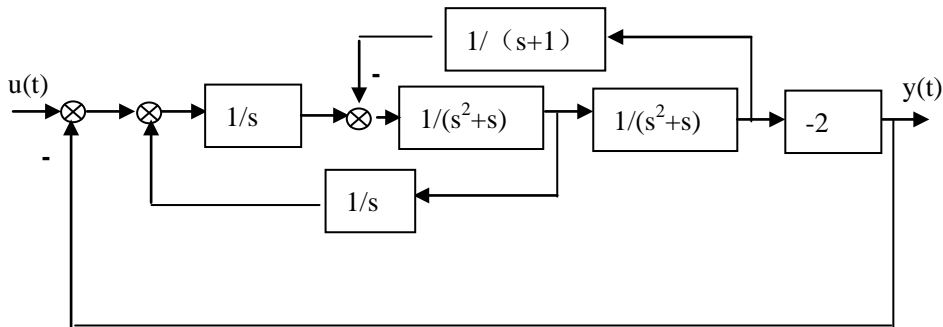 1/（s+1）
u(t)
y(t)
-
1/s
1/(s²+s)
1/(s²+s)
-2
-
1/s